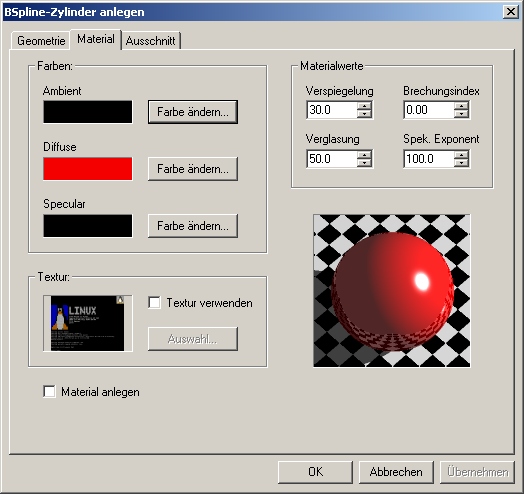 BSpline-Zylinder anlegen
Geometrie Material Ausschnitt
Farben:
Ambient
Farbe ändern...
Diffuse
Farbe ändern...
Specular
Farbe ändern...
Materialwerte
Verspiegelung Brechungsindex
30.0 0.00
Verglasung Spek. Exponent
50.0 100.0
Textur:
LINUX
Textur verwenden
Auswahl...
Material anlegen
OK Abbrechen Übernehmen